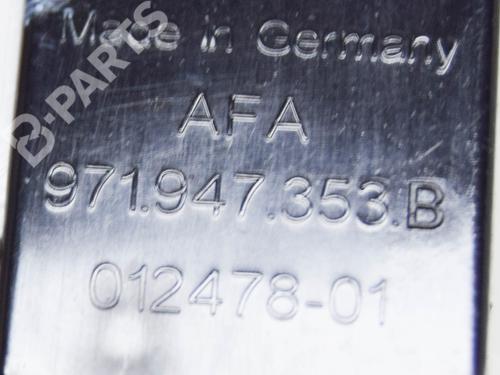 Made in Germany
B-PARTS
AFA
971.947.353.B
012478-01